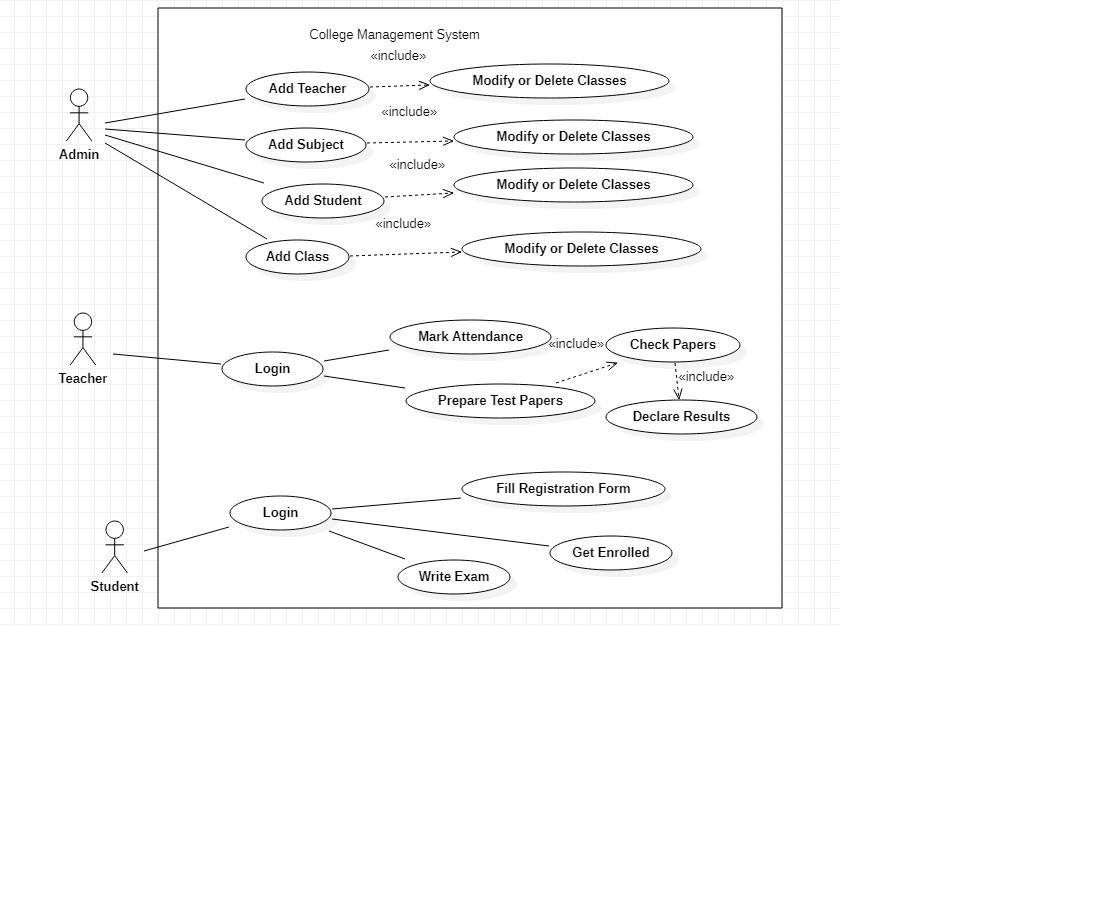 College Management System
«include»
Add Teacher
Modify or Delete Classes
«include»
Admin
Add Subject
Modify or Delete Classes
«include»
Add Student
Modify or Delete Classes
«include»
Add Class
Modify or Delete Classes
Teacher
Login
Mark Attendance
«include»
Check Papers
«include»
Prepare Test Papers
Declare Results
Student
Login
Fill Registration Form
Get Enrolled
Write Exam